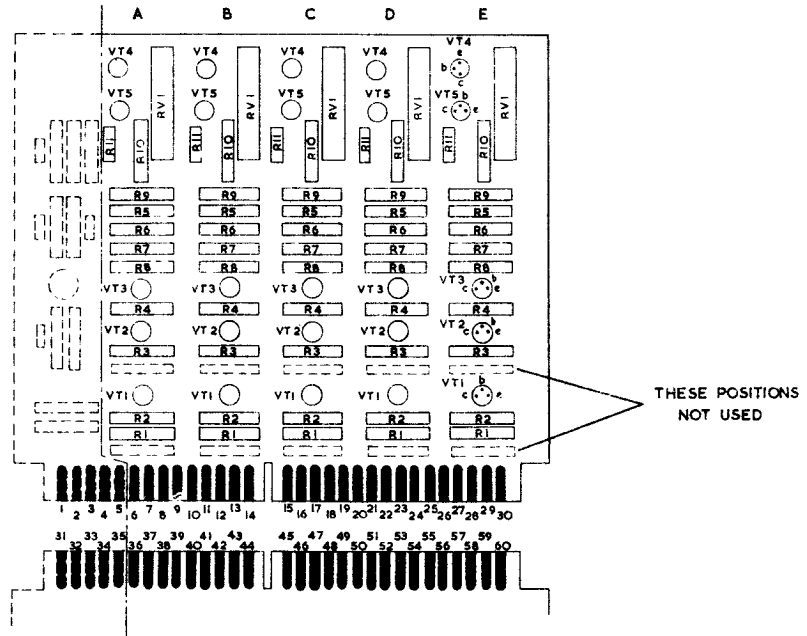 A B C D E
VT4 VT4 VT4 VT4 VT4
e
b
c
VT5 VT5 VT5 VT5 VT5 b
c e
RV1 RV1 RV1 RV1 RV1
R11 R10 R11 R10 R11 R10 R11 R10 R11 R10
R9 R9 R9 R9 R9
R5 R5 R5 R5 R5
R6 R6 R6 R6 R6
R7 R7 R7 R7 R7
R8 R8 R8 R8 R8
VT3 VT3 VT3 VT3 VT3 b
c e
R4 R4 R4 R4 R4
VT2 VT2 VT2 VT2 VT2 b
c e
R3 R3 R3 R3 R3
VT1 VT1 VT1 VT1 VT1 b
c e
R2 R2 R2 R2 R2
R1 R1 R1 R1 R1
THESE POSITIONS
NOT USED
1 2 3 4 5 6 7 8 9 10 11 12 13 14 15 16 17 18 19 20 21 22 23 24 25 26 27 28 29 30
31 32 33 34 35 36 37 38 39 40 41 42 43 44 45 46 47 48 49 50 51 52 53 54 55 56 57 58 59 60